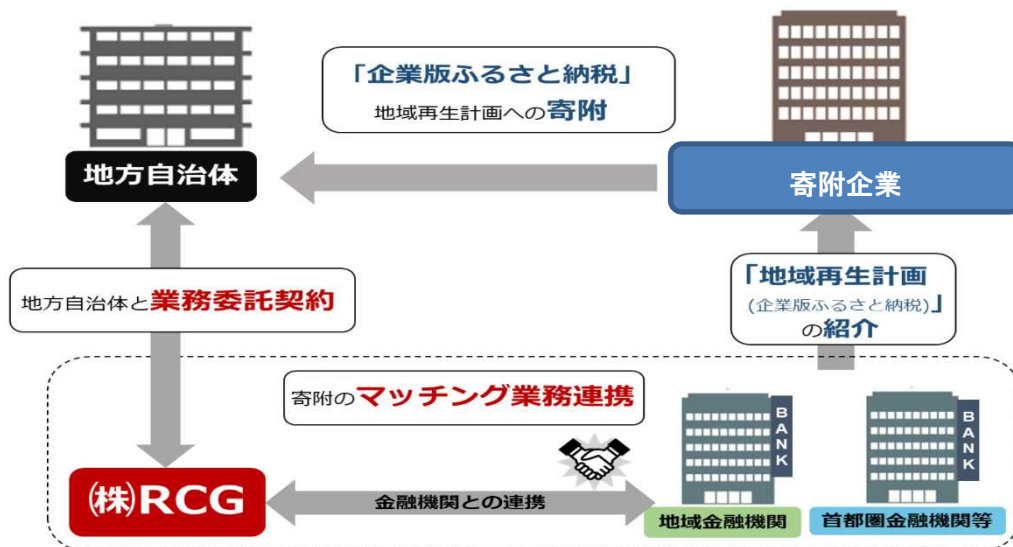 「企業版ふるさと納税」
地域再生計画への寄附
地方自治体
寄附企業
地方自治体と業務委託契約
「地域再生計画
(企業版ふるさと納税)」
の紹介
寄附のマッチング業務連携
BANK
BANK
㈱RCG
金融機関との連携
地域金融機関
首都圏金融機関等